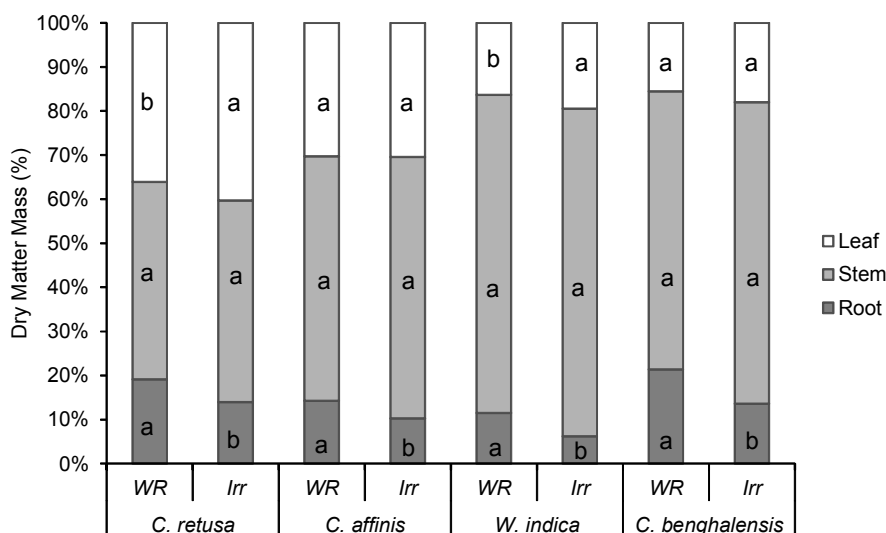 100%
90%
80%
70%
60%
50%
40%
30%
20%
10%
0%
Dry Matter Mass (%)
b a a a b a a a
a a a a a a a a
a b a b a b a b
Leaf
Stem
Root
WR Irr WR Irr WR Irr WR Irr
C. retusa C. affinis W. indica C. benghalensis